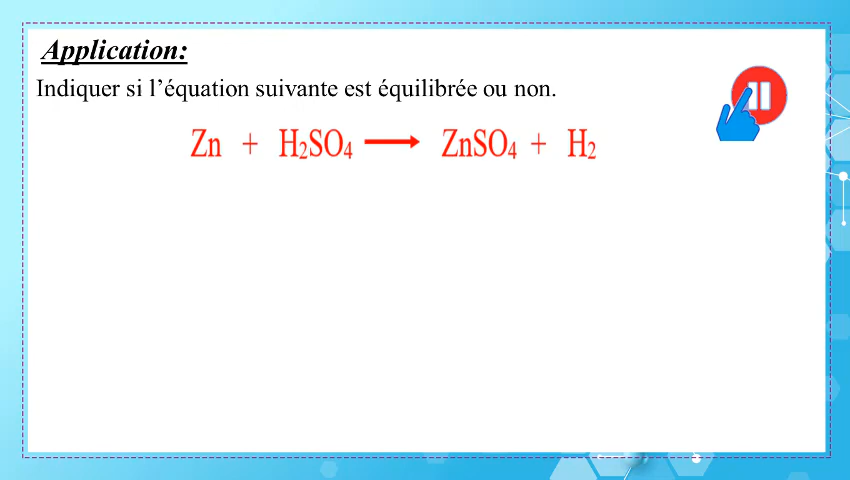 Application:
Indiquer si l’équation suivante est équilibrée ou non.
Zn + H₂SO₄ ⟶ ZnSO₄ + H₂